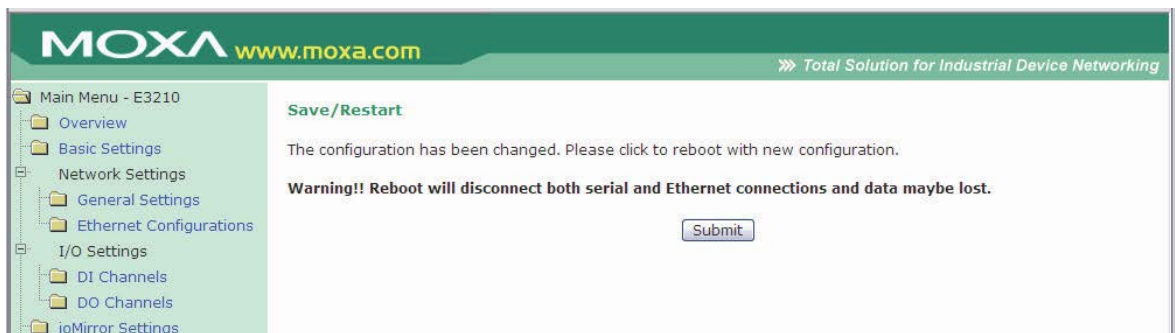 MOXA www.moxa.com
Total Solution for Industrial Device Networking
Main Menu - E3210
Overview
Basic Settings
Network Settings
General Settings
Ethernet Configurations
I/O Settings
DI Channels
DO Channels
ioMirror Settings
Save/Restart
The configuration has been changed. Please click to reboot with new configuration.
Warning!! Reboot will disconnect both serial and Ethernet connections and data maybe lost.
Submit